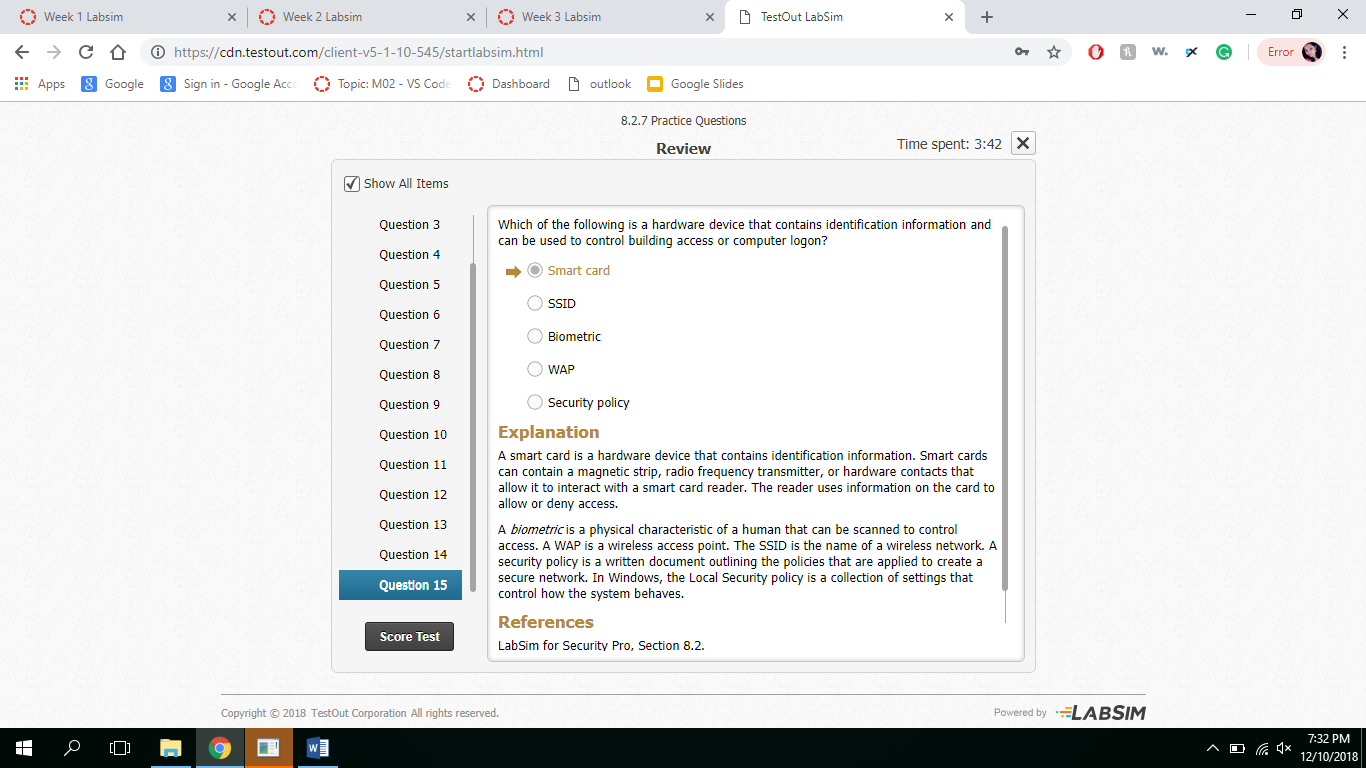 Week 1 Labsim
Week 2 Labsim
Week 3 Labsim
TestOut LabSim
https://cdn.testout.com/client-v5-1-10-545/startlabsim.html
Error
Apps
Google
Sign in - Google Acc
Topic: M02 - VS Code
Dashboard
outlook
Google Slides
8.2.7 Practice Questions
Review
Time spent: 3:42
Show All Items
Question 3
Question 4
Question 5
Question 6
Question 7
Question 8
Question 9
Question 10
Question 11
Question 12
Question 13
Question 14
Question 15
Score Test
Which of the following is a hardware device that contains identification information and
can be used to control building access or computer logon?
Smart card
SSID
Biometric
WAP
Security policy
Explanation
A smart card is a hardware device that contains identification information. Smart cards
can contain a magnetic strip, radio frequency transmitter, or hardware contacts that
allow it to interact with a smart card reader. The reader uses information on the card to
allow or deny access.
A biometric is a physical characteristic of a human that can be scanned to control
access. A WAP is a wireless access point. The SSID is the name of a wireless network. A
security policy is a written document outlining the policies that are applied to create a
secure network. In Windows, the Local Security policy is a collection of settings that
control how the system behaves.
References
LabSim for Security Pro, Section 8.2.
Copyright © 2018 TestOut Corporation All rights reserved.
Powered by LABSIM
7:32 PM
12/10/2018